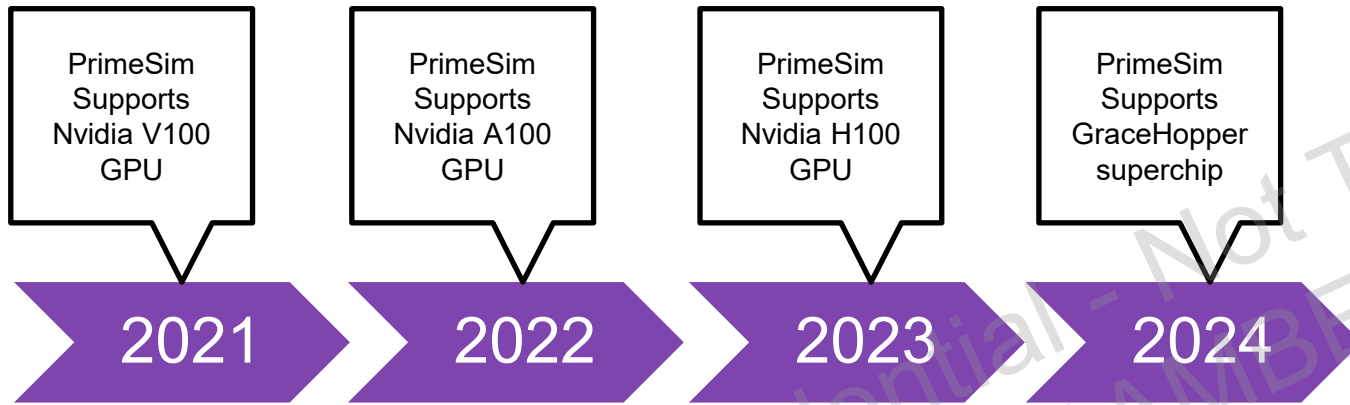 PrimeSim
Supports
Nvidia V100
GPU
PrimeSim
Supports
Nvidia A100
GPU
PrimeSim
Supports
Nvidia H100
GPU
PrimeSim
Supports
GraceHopper
superchip
2021
2022
2023
2024
- Not